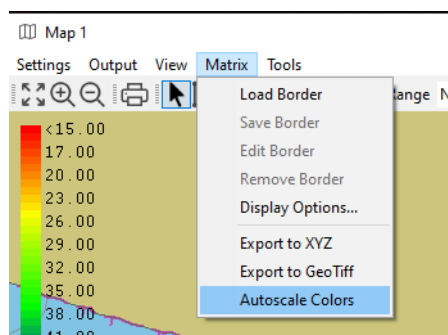 Map 1
Settings Output View Matrix Tools
Load Border
Save Border
Edit Border
Remove Border
Display Options...
Export to XYZ
Export to GeoTiff
Autoscale Colors
<15.00
17.00
20.00
23.00
26.00
29.00
32.00
35.00
38.00